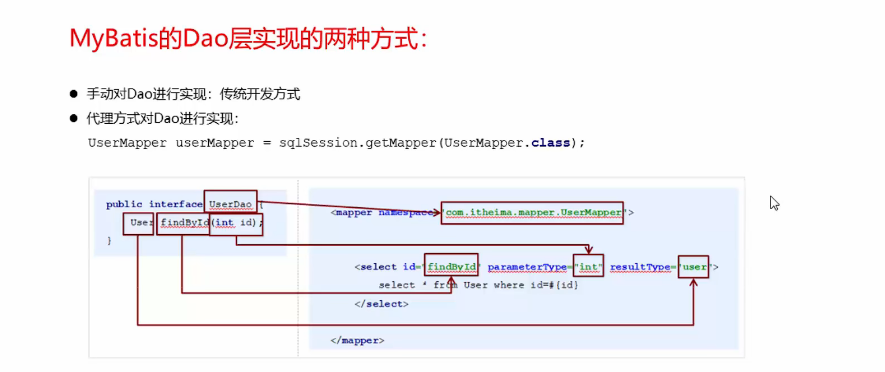 MyBatis的Dao层实现的两种方式：
● 手动对Dao进行实现：传统开发方式
● 代理方式对Dao进行实现：
UserMapper userMapper = sqlSession.getMapper(UserMapper.class);
public interface UserDao {
User findById(int id);
}
<mapper namespace="com.itheima.mapper.UserMapper">
<select id="findById" parameterType="int" resultType="user">
select * from User where id=#{id}
</select>
</mapper>